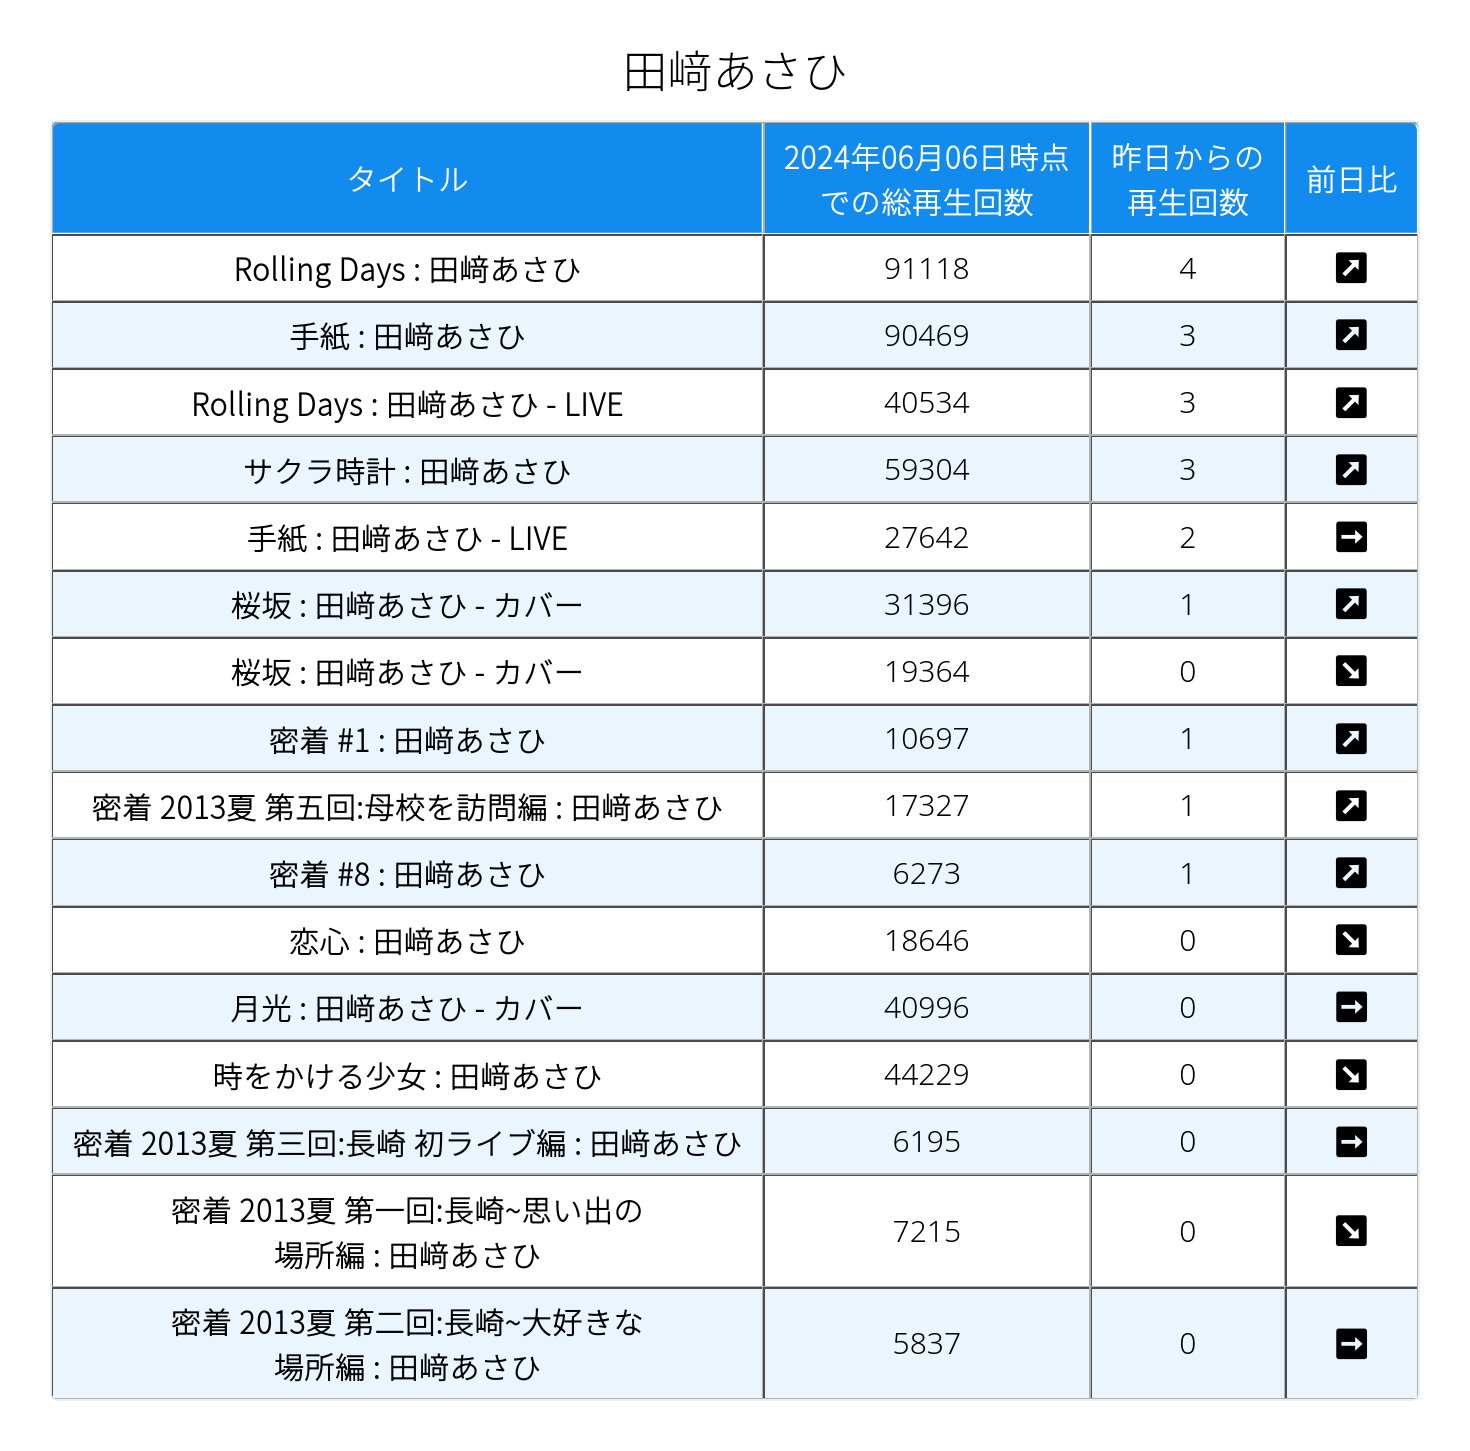 田﨑あさひ
タイトル
2024年06月06日時点
での総再生回数
昨日からの
再生回数
前日比
Rolling Days : 田﨑あさひ 91118 4 ↗
手紙 : 田﨑あさひ 90469 3 ↗
Rolling Days : 田﨑あさひ - LIVE 40534 3 ↗
サクラ時計 : 田﨑あさひ 59304 3 ↗
手紙 : 田﨑あさひ - LIVE 27642 2 →
桜坂 : 田﨑あさひ - カバー 31396 1 ↗
桜坂 : 田﨑あさひ - カバー 19364 0 ↘
密着 #1 : 田﨑あさひ 10697 1 ↗
密着 2013夏 第五回:母校を訪問編 : 田﨑あさひ 17327 1 ↗
密着 #8 : 田﨑あさひ 6273 1 ↗
恋心 : 田﨑あさひ 18646 0 ↘
月光 : 田﨑あさひ - カバー 40996 0 →
時をかける少女 : 田﨑あさひ 44229 0 ↘
密着 2013夏 第三回:長崎 初ライブ編 : 田﨑あさひ 6195 0 →
密着 2013夏 第一回:長崎~思い出の
場所編 : 田﨑あさひ 7215 0 ↘
密着 2013夏 第二回:長崎~大好きな
場所編 : 田﨑あさひ 5837 0 →